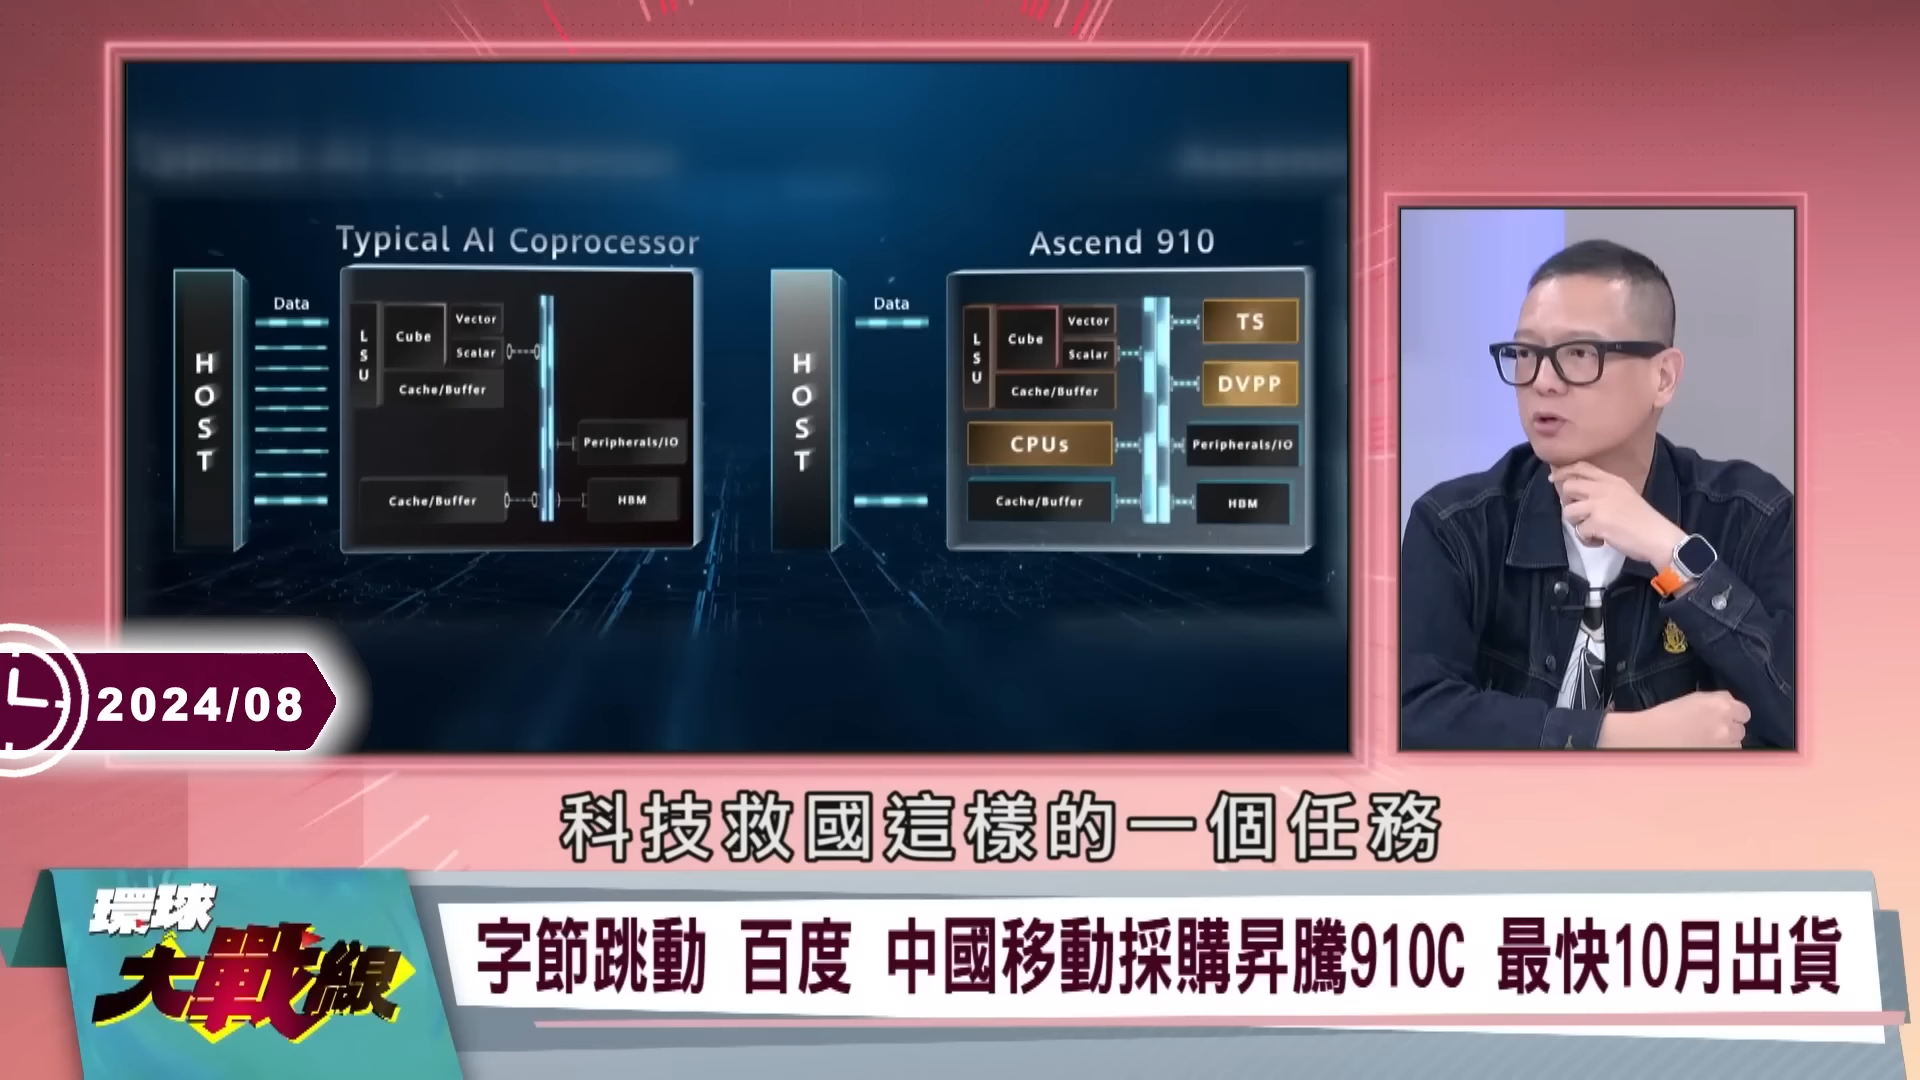 Typical AI Coprocessor
Ascend 910
HOST
Data
LSU
Cube
Vector
Scalar
Cache/Buffer
Peripherals/IO
Cache/Buffer
HBM
HOST
Data
LSU
Cube
Vector
Scalar
Cache/Buffer
TS
DVPP
CPUs
Peripherals/IO
Cache/Buffer
HBM
2024/08
科技救國這樣的一個任務
環球
大戰線
字節跳動 百度 中國移動採購昇騰910C 最快10月出貨